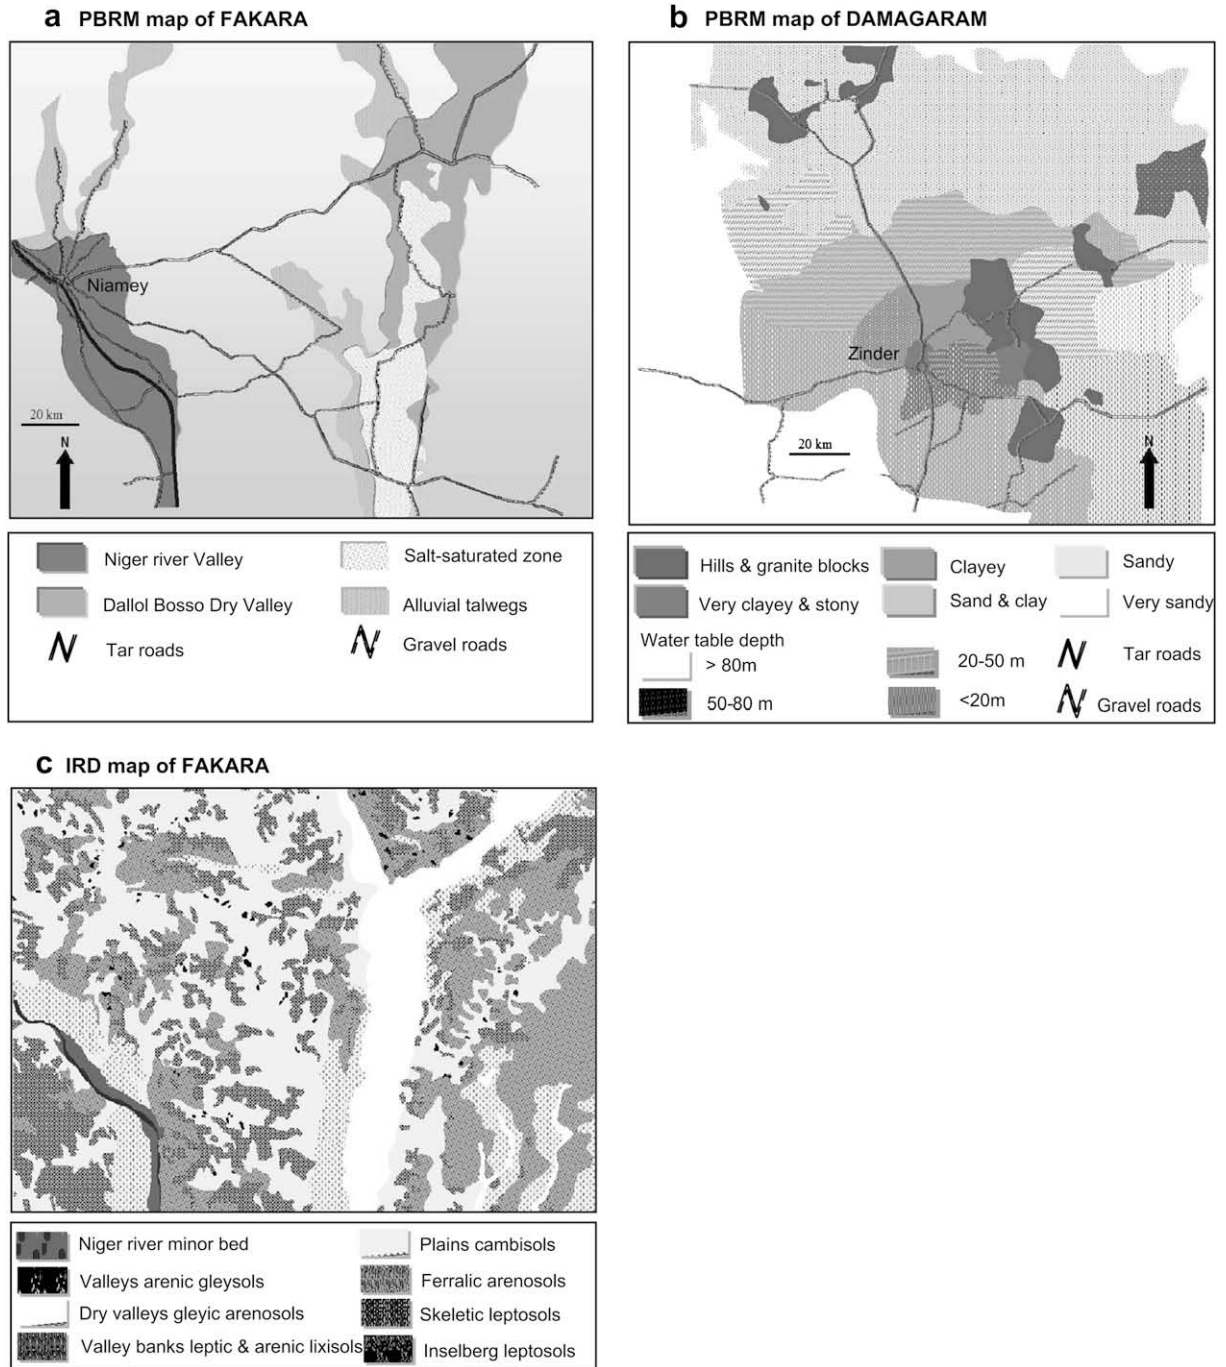 a PBRM map of FAKARA
Niamey
20 km
N
Niger river Valley
Salt-saturated zone
Dallol Bosso Dry Valley
Alluvial talwegs
Tar roads
Gravel roads
b PBRM map of DAMAGARAM
Zinder
20 km
N
Hills & granite blocks
Clayey
Sandy
Very clayey & stony
Sand & clay
Very sandy
Water table depth
> 80m
20-50 m
Tar roads
50-80 m
<20m
Gravel roads
c IRD map of FAKARA
Niger river minor bed
Plains cambisols
Valleys arenic gleysols
Ferralic arenosols
Dry valleys gleyic arenosols
Skeletic leptosols
Valley banks leptic & arenic lixisols
Inselberg leptosols